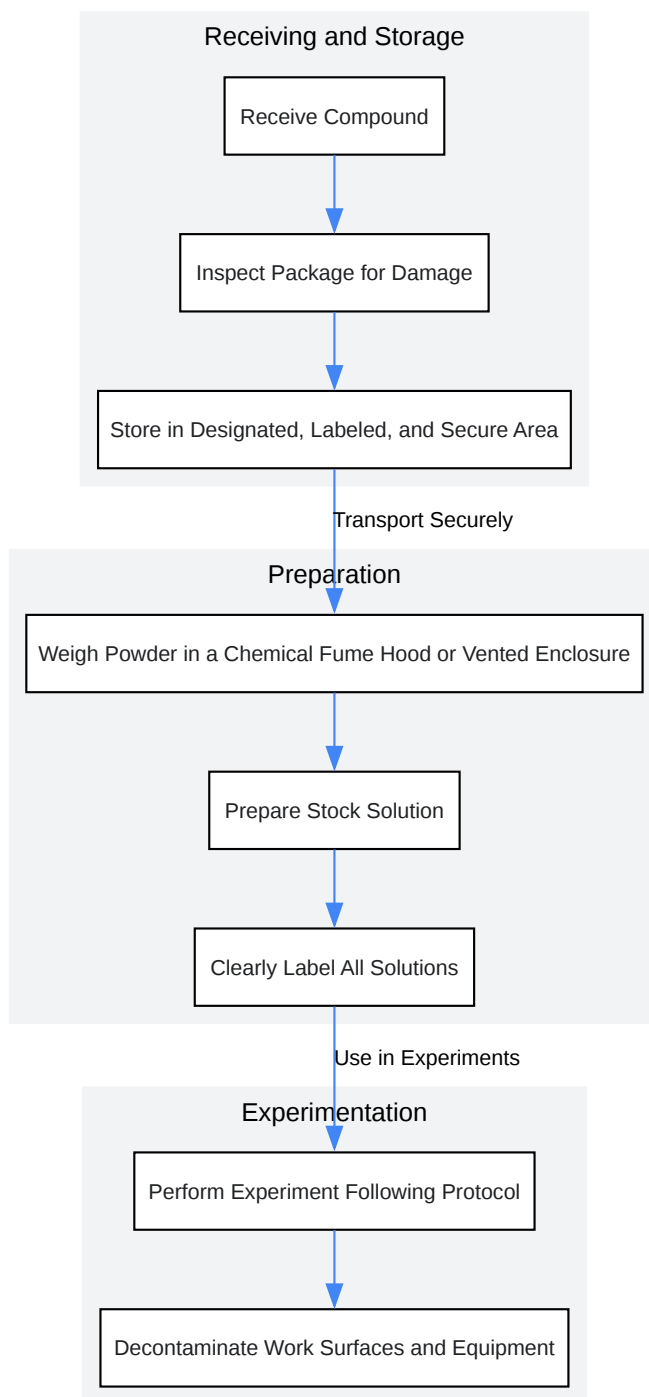 Receiving and Storage
Receive Compound
Inspect Package for Damage
Store in Designated, Labeled, and Secure Area
Transport Securely
Preparation
Weigh Powder in a Chemical Fume Hood or Vented Enclosure
Prepare Stock Solution
Clearly Label All Solutions
Use in Experiments
Experimentation
Perform Experiment Following Protocol
Decontaminate Work Surfaces and Equipment